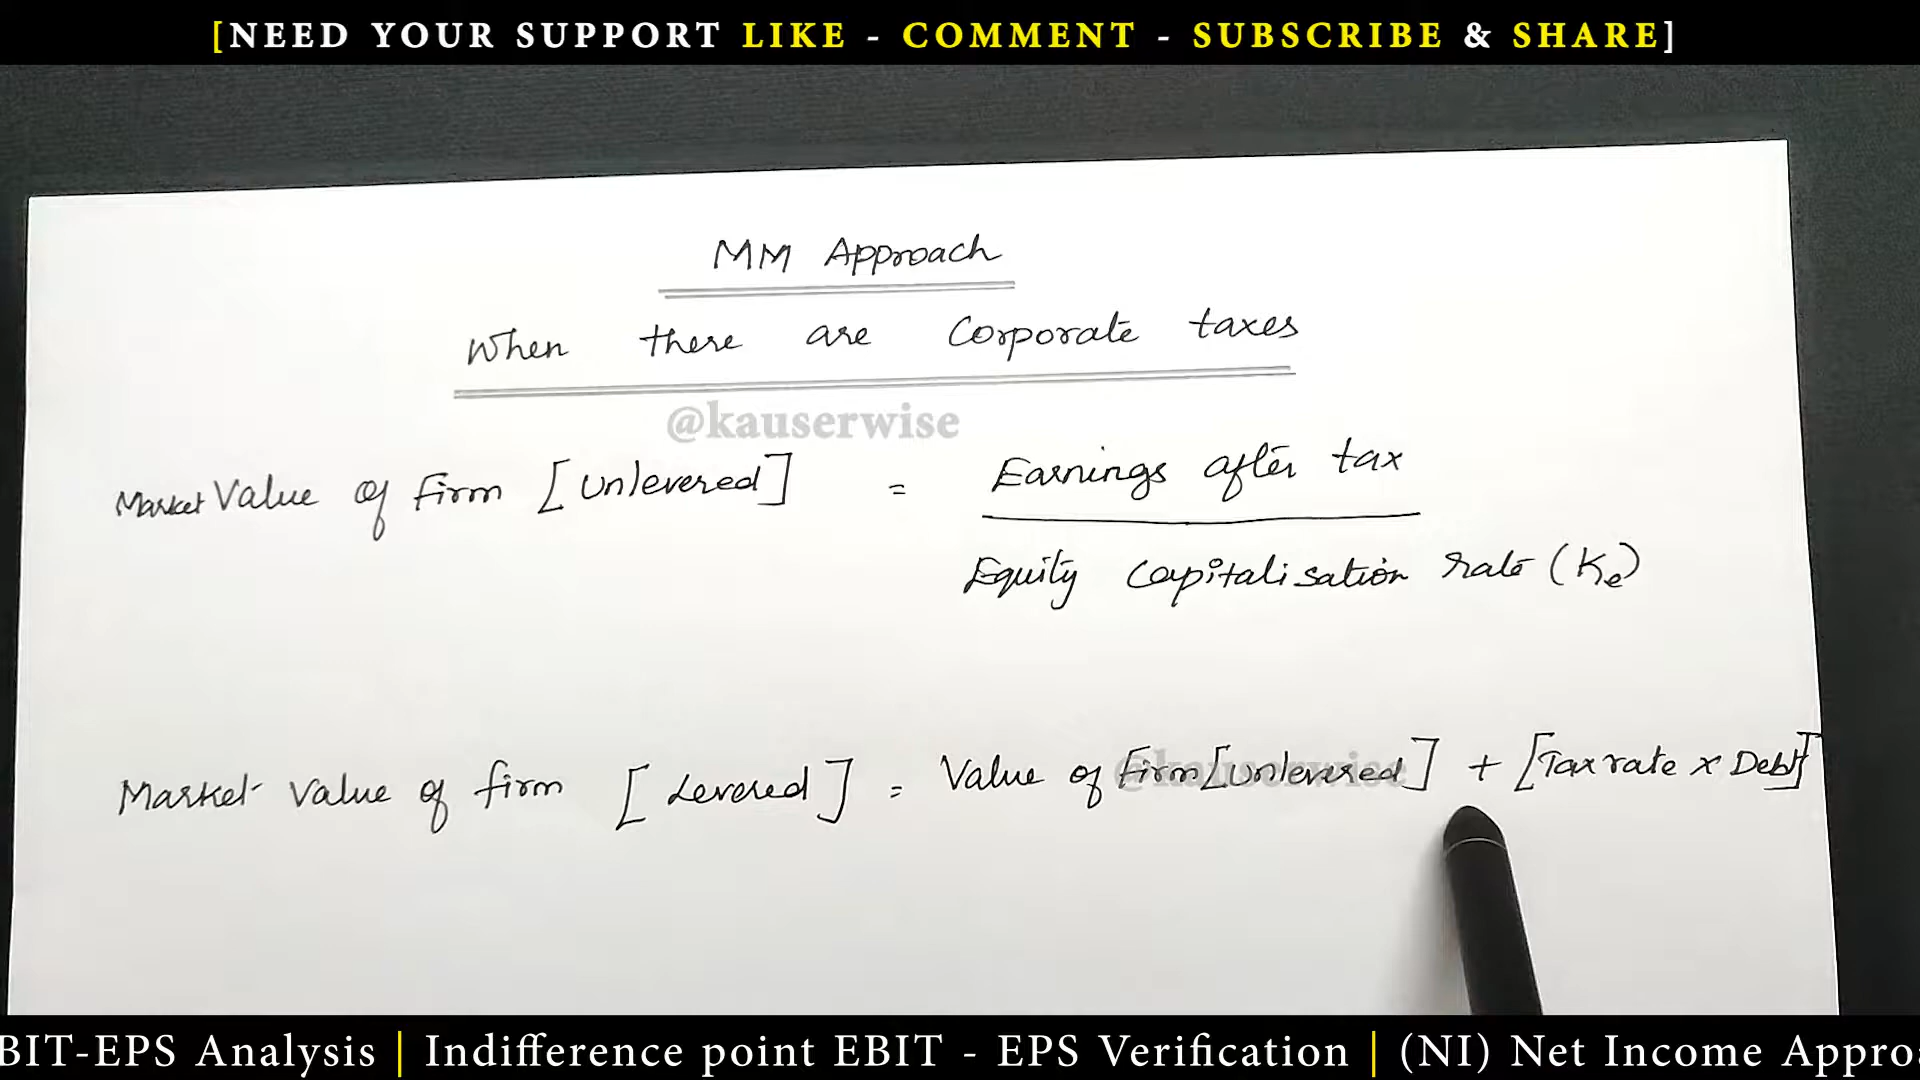 [NEED YOUR SUPPORT LIKE - COMMENT - SUBSCRIBE & SHARE]
MM Approach
When there are Corporate taxes
@kauserwise
Market Value of firm [Unlevered] = Earnings after tax
Equity Capitalisation rate (Ke)
Market Value of firm [Levered] = Value of firm [Unlevered] + [Tax rate x Debt]
@kauserwise
BIT-EPS Analysis | Indifference point EBIT - EPS Verification | (NI) Net Income Appro